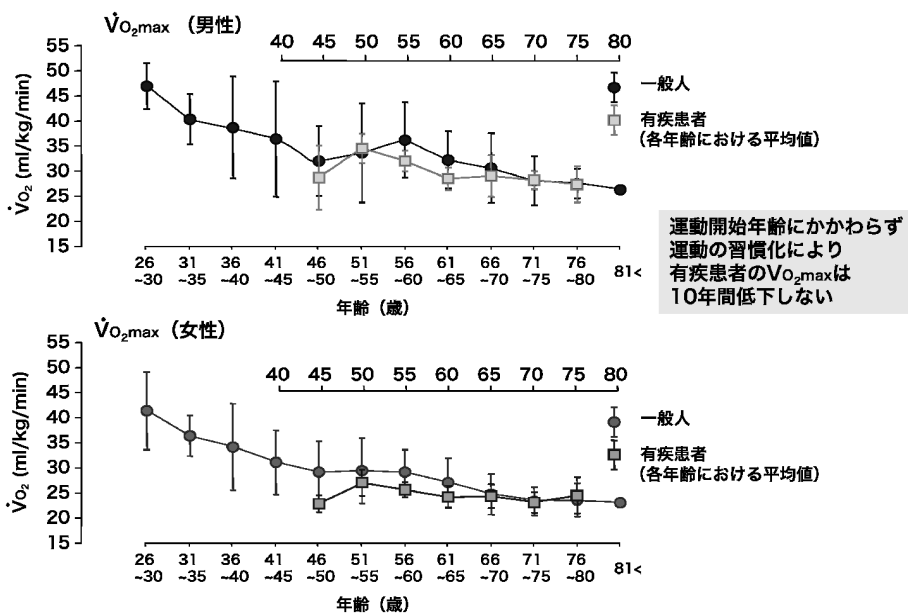 V̇O₂max（男性）
40 45 50 55 60 65 70 75 80
55
50
45
40
35
30
25
20
15
V̇O₂ (ml/kg/min)
一般人
有疾患者
(各年齢における平均値)
26 31 36 41 46 51 56 61 66 71 76 81<
~30 ~35 ~40 ~45 ~50 ~55 ~60 ~65 ~70 ~75 ~80
年齢（歳）
運動開始年齢にかかわらず
運動の習慣化により
有疾患者のVO₂maxは
10年間低下しない
V̇O₂max（女性）
40 45 50 55 60 65 70 75 80
55
50
45
40
35
30
25
20
15
V̇O₂ (ml/kg/min)
一般人
有疾患者
(各年齢における平均値)
26 31 36 41 46 51 56 61 66 71 76 81<
~30 ~35 ~40 ~45 ~50 ~55 ~60 ~65 ~70 ~75 ~80
年齢（歳）